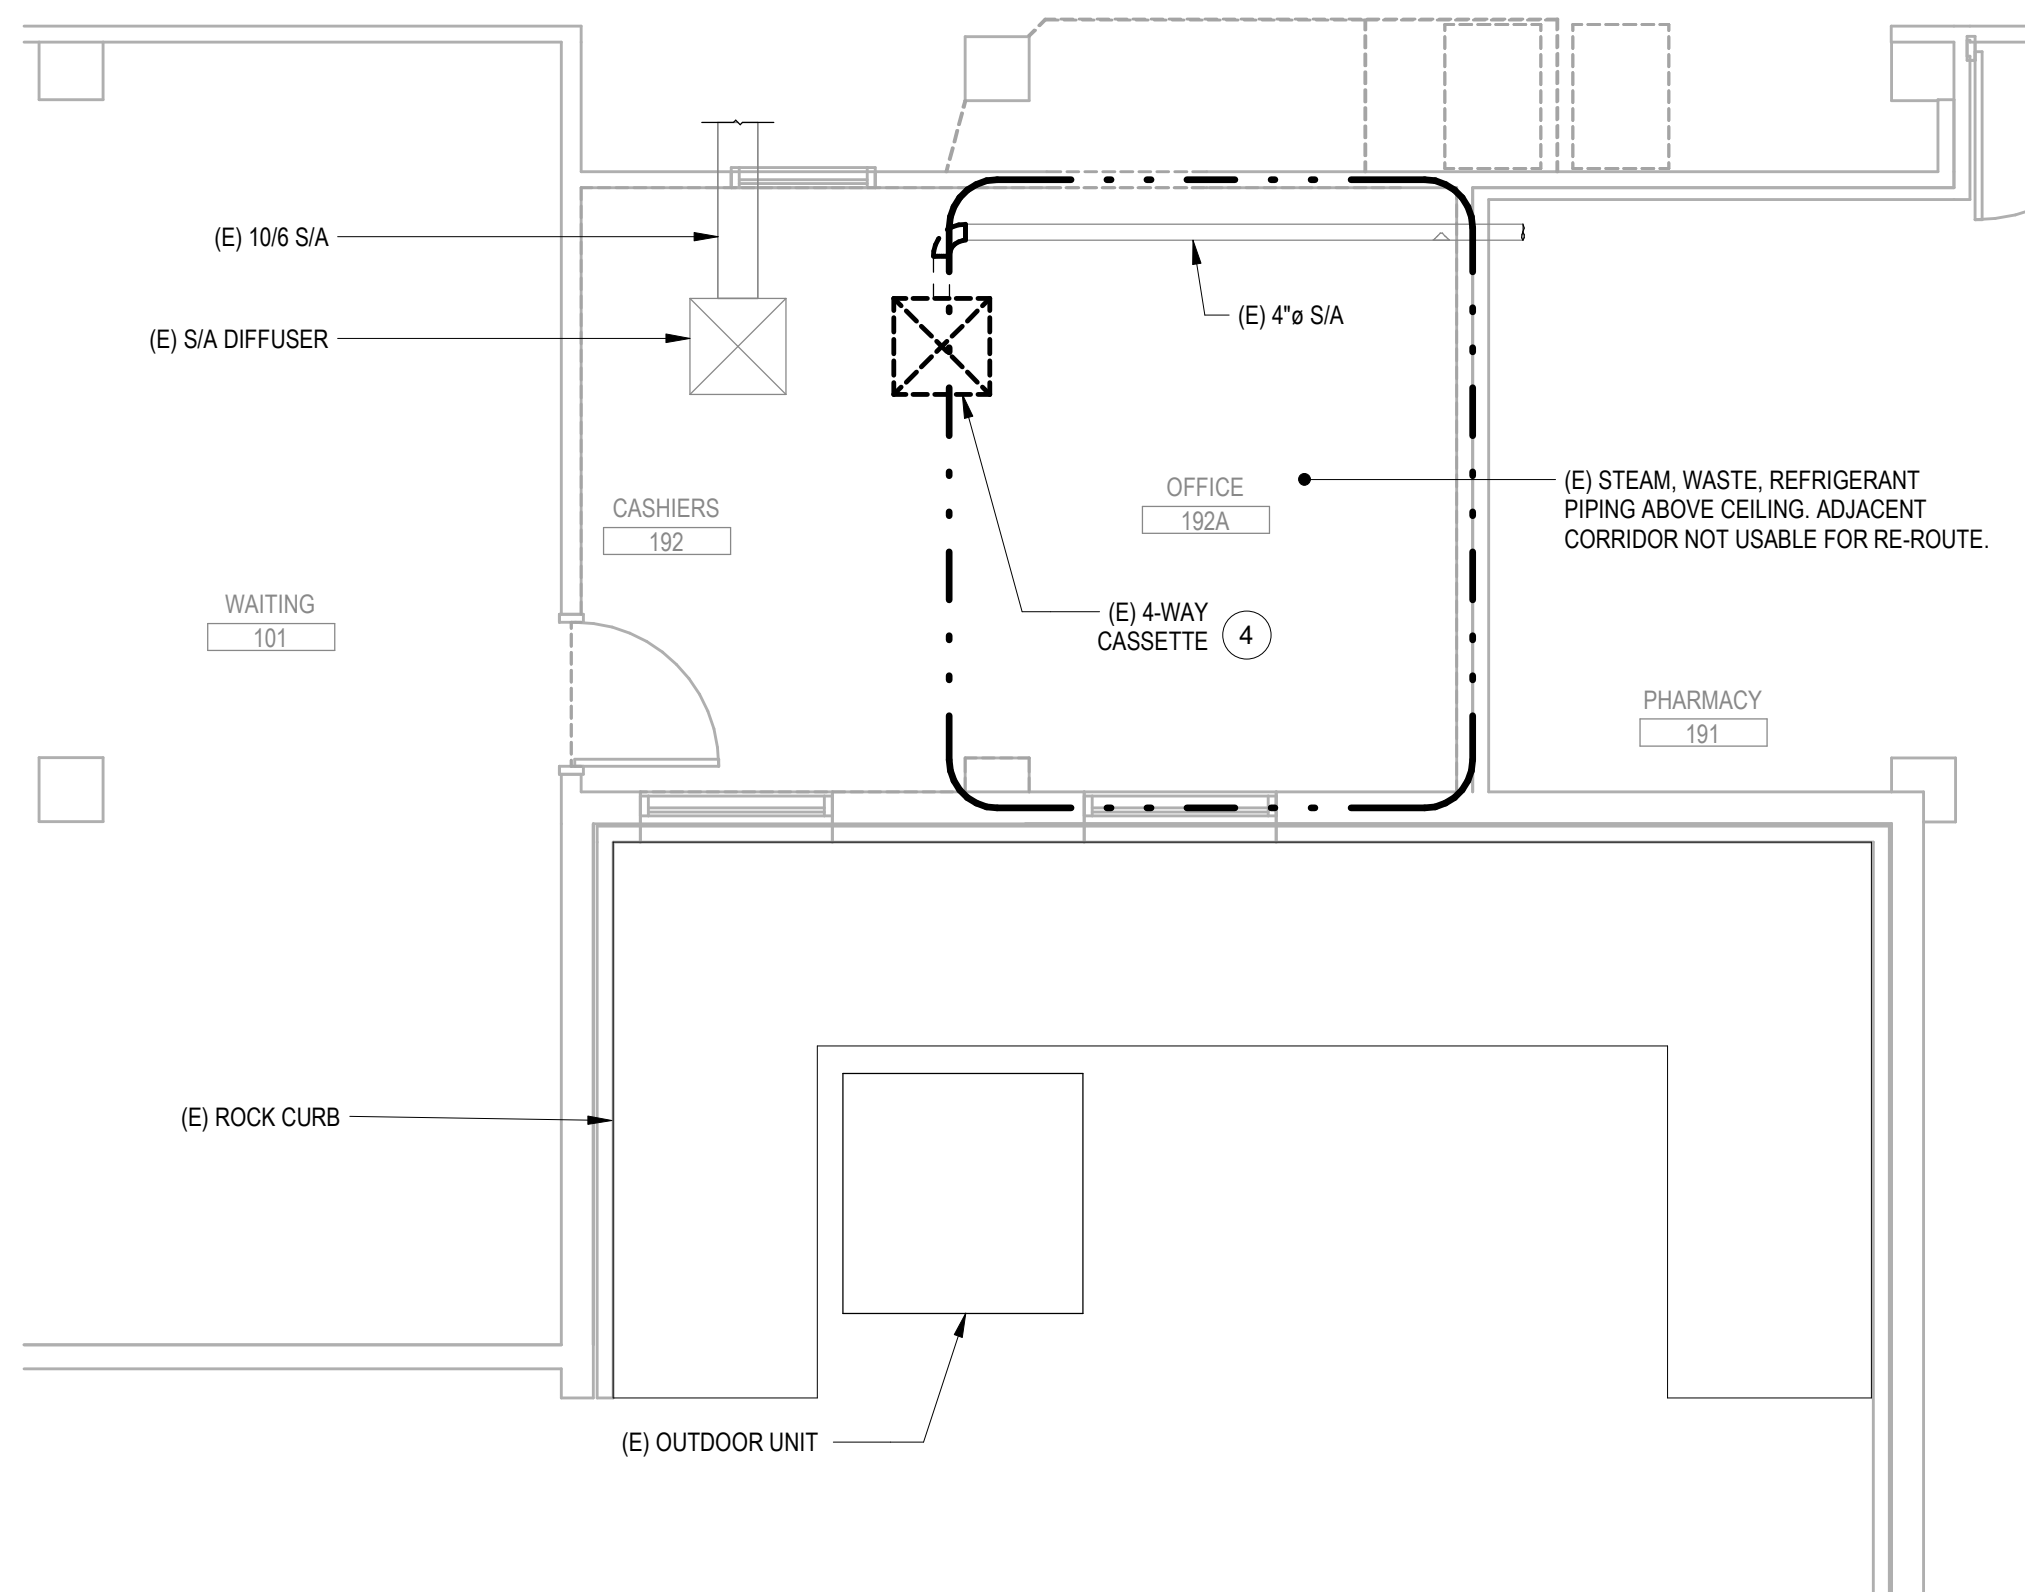 (E) 10/6 S/A
(E) S/A DIFFUSER
(E) 4"ø S/A
(E) STEAM, WASTE, REFRIGERANT
PIPING ABOVE CEILING. ADJACENT
CORRIDOR NOT USABLE FOR RE-ROUTE.
OFFICE
192A
CASHIERS
192
WAITING
101
(E) 4-WAY
CASSETTE
4
PHARMACY
191
(E) ROCK CURB
(E) OUTDOOR UNIT